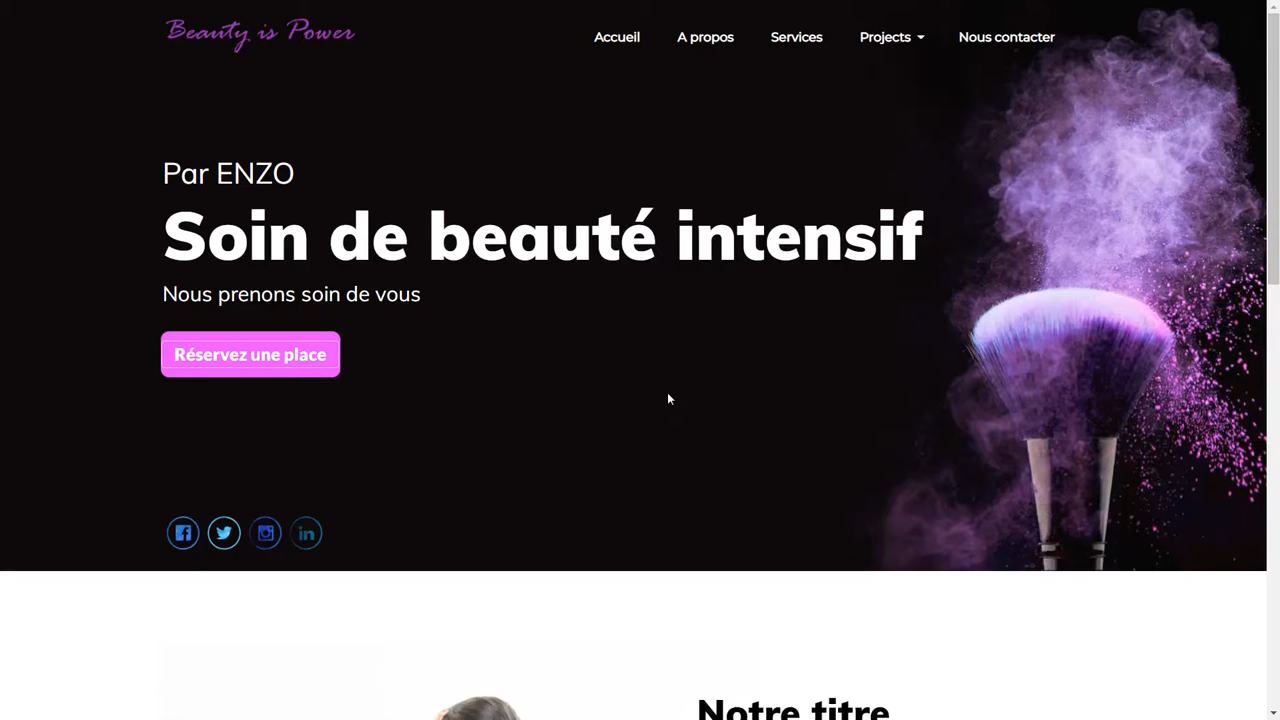 Beauty is Power
Accueil A propos Services Projects Nous contacter
Par ENZO
Soin de beauté intensif
Nous prenons soin de vous
Réservez une place
Notre titre